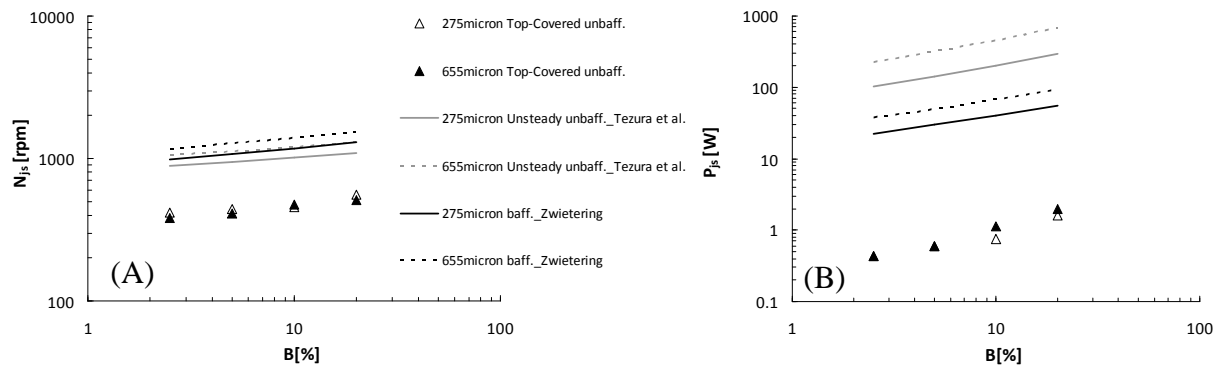 10000
1000
100
N_js [rpm]
1
10
100
B[%]
(A)
275micron Top-Covered unbaff.
655micron Top-Covered unbaff.
275micron Unsteady unbaff._Tezura et al.
655micron Unsteady unbaff._Tezura et al.
275micron baff._Zwietering
655micron baff._Zwietering
1000
100
10
1
0.1
P_js [W]
1
10
100
B[%]
(B)